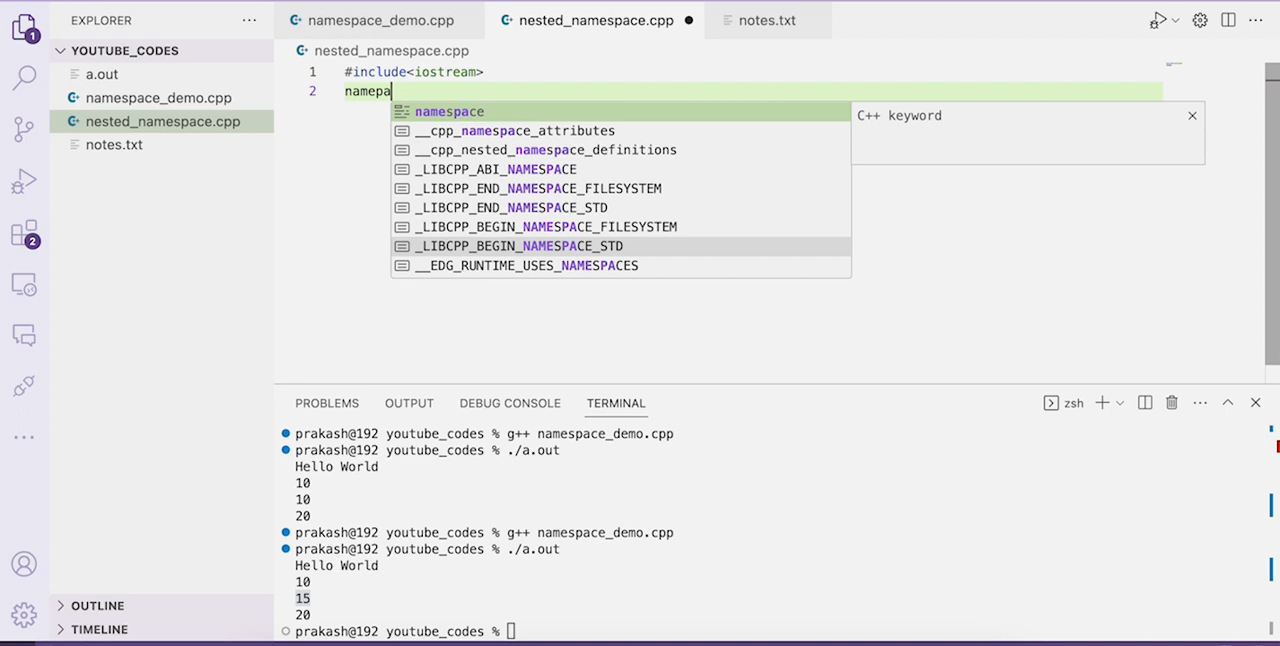 EXPLORER ...
YOUTUBE_CODES
a.out
namespace_demo.cpp
nested_namespace.cpp
notes.txt
OUTLINE
TIMELINE
1
2
namespace_demo.cpp
nested_namespace.cpp
notes.txt
nested_namespace.cpp
1 #include<iostream>
2 namepa
namespace
__cpp_namespace_attributes
__cpp_nested_namespace_definitions
_LIBCPP_ABI_NAMESPACE
_LIBCPP_END_NAMESPACE_FILESYSTEM
_LIBCPP_END_NAMESPACE_STD
_LIBCPP_BEGIN_NAMESPACE_FILESYSTEM
_LIBCPP_BEGIN_NAMESPACE_STD
__EDG_RUNTIME_USES_NAMESPACES
C++ keyword
PROBLEMS OUTPUT DEBUG CONSOLE TERMINAL
zsh
prakash@192 youtube_codes % g++ namespace_demo.cpp
prakash@192 youtube_codes % ./a.out
Hello World
10
10
20
prakash@192 youtube_codes % g++ namespace_demo.cpp
prakash@192 youtube_codes % ./a.out
Hello World
10
15
20
prakash@192 youtube_codes %